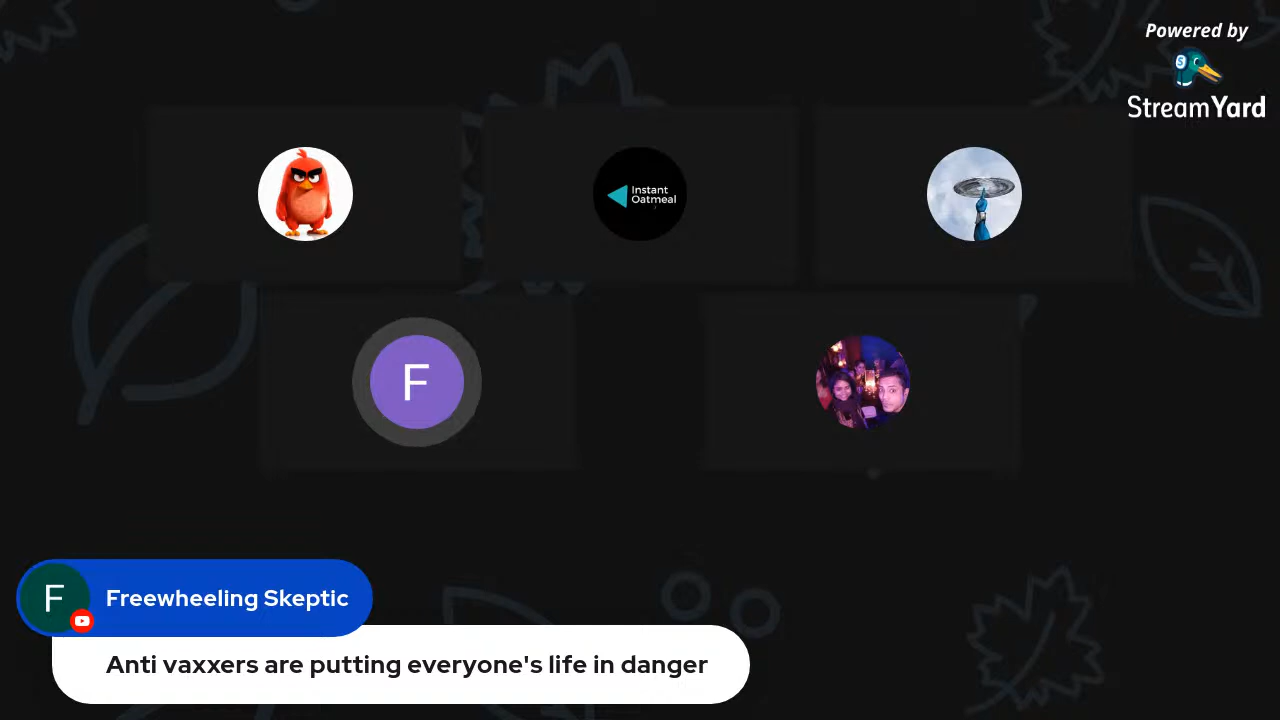 Powered by
StreamYard
Instant
Oatmeal
F
F
Freewheeling Skeptic
Anti vaxxers are putting everyone's life in danger